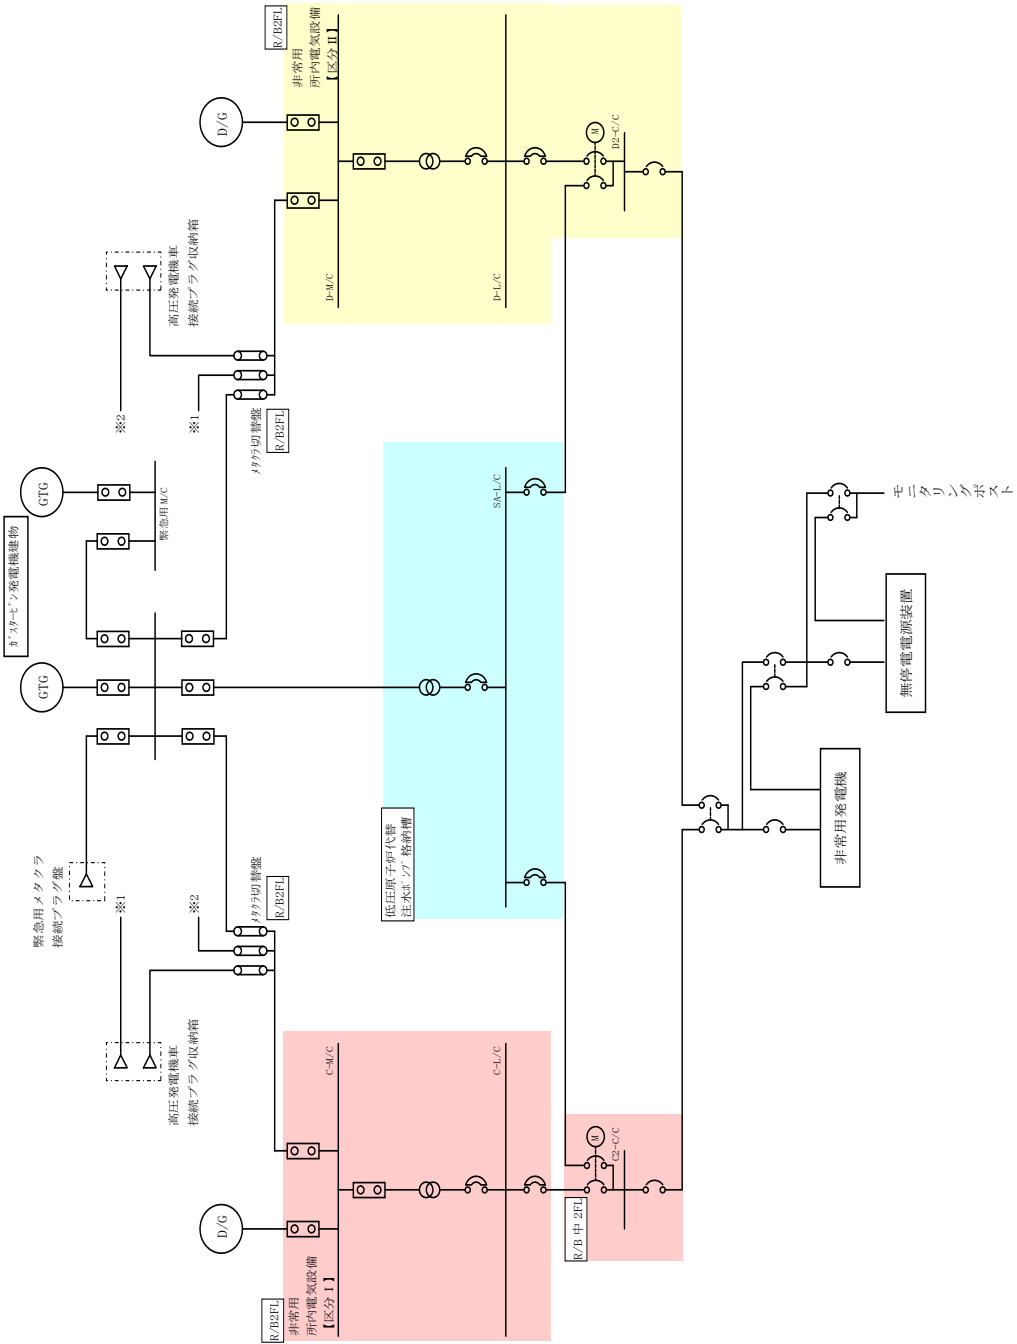 R/B2FL
非常用
所内電気設備
【区分Ⅱ】
D/G
D-M/C
D-L/C
M
D2-C/C
高圧発電機車
接続プラグ収納箱
※2
※1
メタクラ切替盤
R/B2FL
GTG
緊急用 M/C
ガスタービン発電機建物
GTG
SA-L/C
低圧原子炉代替
注水ポンプ格納槽
モニタリングポスト
無停電電源装置
非常用発電機
緊急用メタクラ
接続プラグ盤
※1
※2
メタクラ切替盤
R/B2FL
高圧発電機車
接続プラグ収納箱
C-M/C
C-L/C
M
C2-C/C
R/B 中 2FL
D/G
R/B2FL
非常用
所内電気設備
【区分Ⅰ】